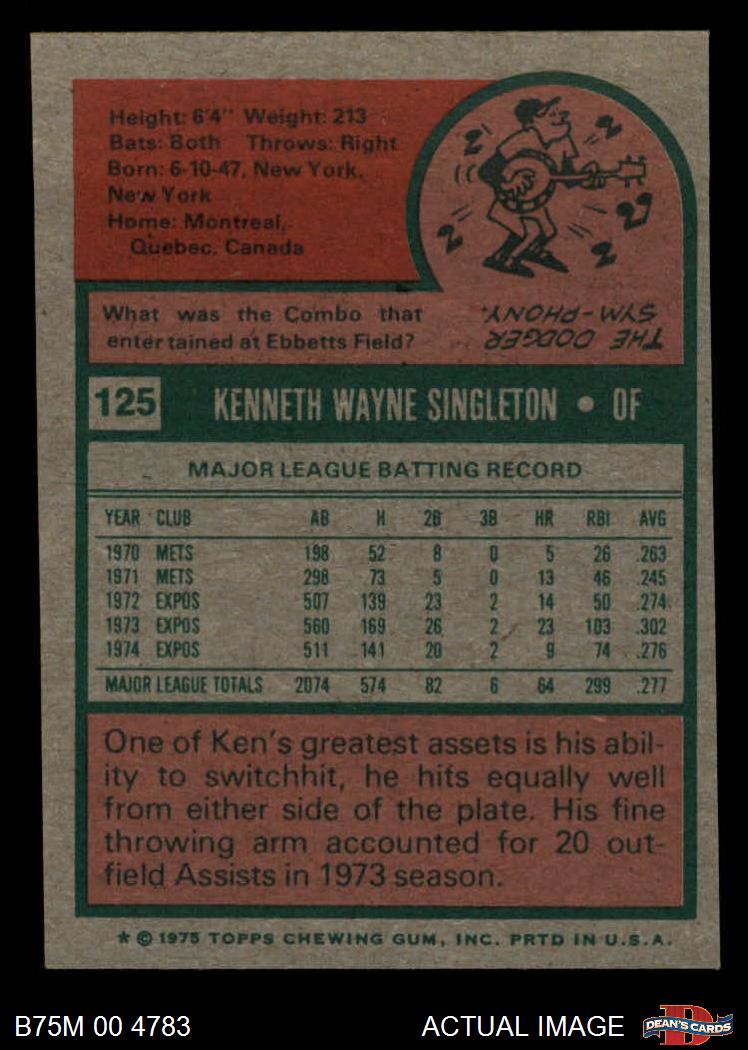 Height: 6'4" Weight: 213
Bats: Both Throws: Right
Born: 6-10-47, New York,
New York
Home: Montreal,
Quebec, Canada
What was the Combo that
entertained at Ebbetts Field?
THE DODGER
SYM-PHONY.
125 KENNETH WAYNE SINGLETON • OF
MAJOR LEAGUE BATTING RECORD
YEAR CLUB AB H 2B 3B HR RBI AVG
1970 METS 198 52 8 0 5 26 .263
1971 METS 298 73 5 0 13 46 .245
1972 EXPOS 507 139 23 2 14 50 .274
1973 EXPOS 560 169 26 2 23 103 .302
1974 EXPOS 511 141 20 2 9 74 .276
MAJOR LEAGUE TOTALS 2074 574 82 6 64 299 .277
One of Ken's greatest assets is his abil-
ity to switchhit, he hits equally well
from either side of the plate. His fine
throwing arm accounted for 20 out-
field Assists in 1973 season.
* © 1975 TOPPS CHEWING GUM, INC. PRTD IN U.S.A.
B75M 00 4783 ACTUAL IMAGE D DEAN'S CARDS